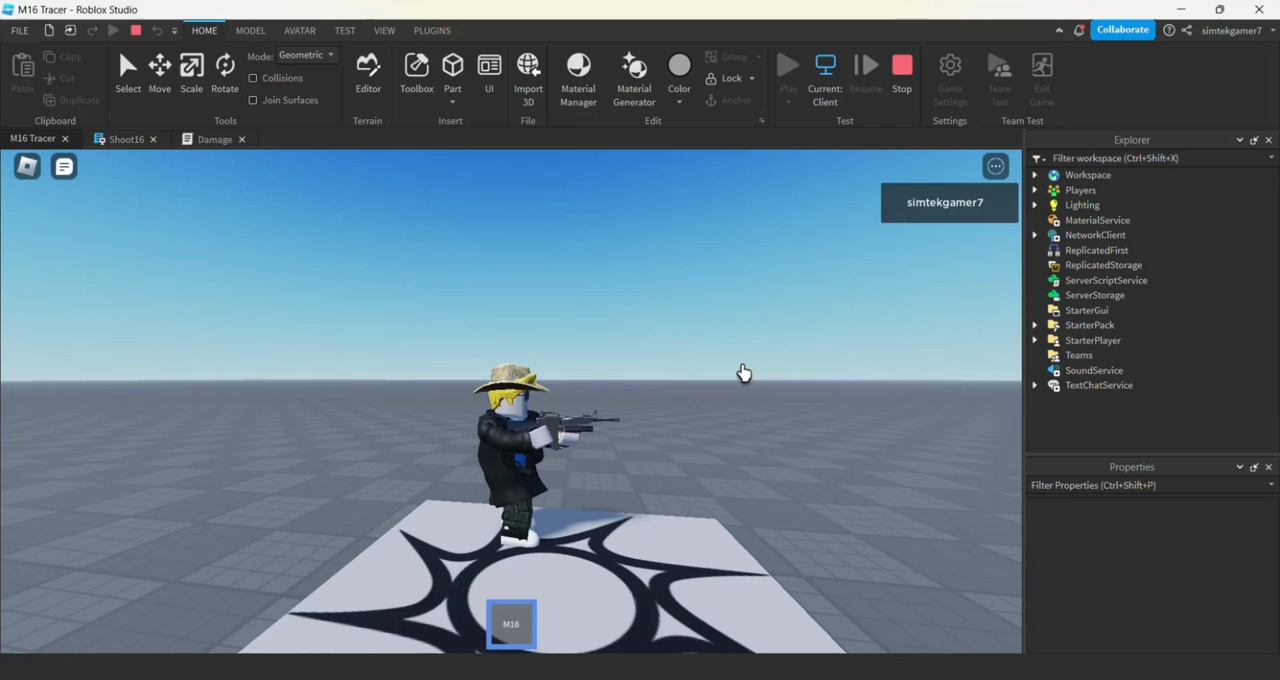 M16 Tracer - Roblox Studio
FILE HOME MODEL AVATAR TEST VIEW PLUGINS Collaborate simtekgamer7
Paste Copy Cut Duplicate Clipboard
Select Move Scale Rotate Mode: Geometric Collisions Join Surfaces Tools
Editor Terrain
Toolbox Part UI Insert
Import 3D File
Material Manager Material Generator Color Group Lock Anchor Edit
Play Current: Client Resume Stop Test
Game Settings Settings
Team Test Exit Game Team Test
M16 Tracer Shoot16 Damage
simtekgamer7
M16
Explorer
Filter workspace (Ctrl+Shift+X)
Workspace
Players
Lighting
MaterialService
NetworkClient
ReplicatedFirst
ReplicatedStorage
ServerScriptService
ServerStorage
StarterGui
StarterPack
StarterPlayer
Teams
SoundService
TextChatService
Properties
Filter Properties (Ctrl+Shift+P)